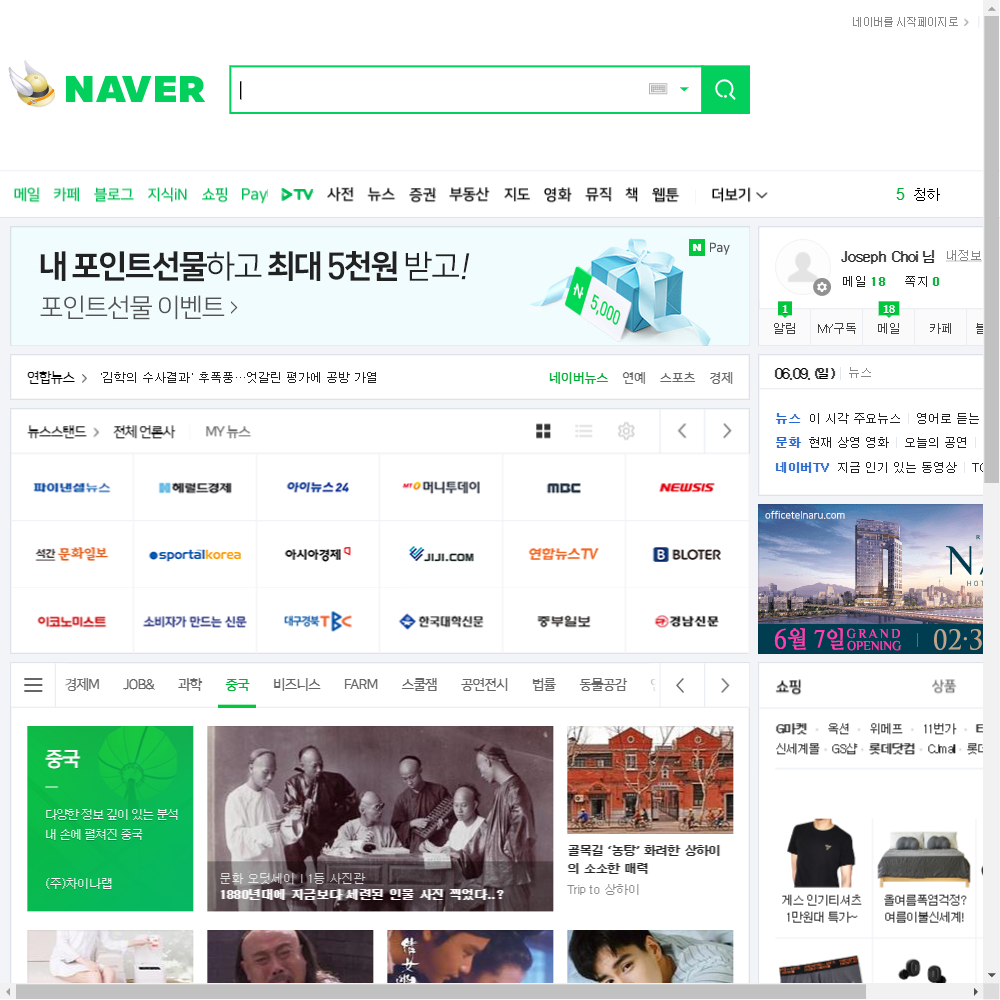 네이버를 시작페이지로
NAVER
메일 카페 블로그 지식iN 쇼핑 Pay TV 사전 뉴스 증권 부동산 지도 영화 뮤직 책 웹툰 더보기 5 청하
내 포인트선물하고 최대 5천원 받고!
포인트선물 이벤트
N Pay
N 5,000
Joseph Choi 님 내정보
메일 18 쪽지 0
1 18
알림 MY구독 메일 카페
연합뉴스 '김학의 수사결과' 후폭풍…엇갈린 평가에 공방 가열
네이버뉴스 연예 스포츠 경제
06.09. (일) 뉴스
뉴스 이 시각 주요뉴스 영어로 듣는
문화 현재 상영 영화 오늘의 공연
네이버TV 지금 인기 있는 동영상
뉴스스탠드 전체 언론사 MY 뉴스
파이낸셜뉴스 헤럴드경제 아이뉴스24 MT 머니투데이 MBC NEWSIS
석간 문화일보 sportalkorea 아시아경제 JIJI.COM 연합뉴스TV BLOTER
이코노미스트 소비자가 만드는 신문 대구경북 TBC 한국대학신문 중부일보 경남신문
officetelnaru.com
6월 7일 GRAND OPENING 02-3
경제M JOB& 과학 중국 비즈니스 FARM 스쿨잼 공연전시 법률 동물공감
중국
다양한 정보 깊이 있는 분석
내 손에 펼쳐진 중국
(주)차이나랩
문화 오덧세이 | 1등 사진관
1880년대에 지금보다 세련된 인물 사진 찍었다..?
골목길 '농탕' 화려한 상하이
의 소소한 매력
Trip to 상하이
쇼핑 상품
G마켓 옥션 위메프 11번가
신세계몰 GS샵 롯데닷컴 CJmall
게스 인기티셔츠
1만원대 특가~
올여름폭염걱정?
여름이불신세계!